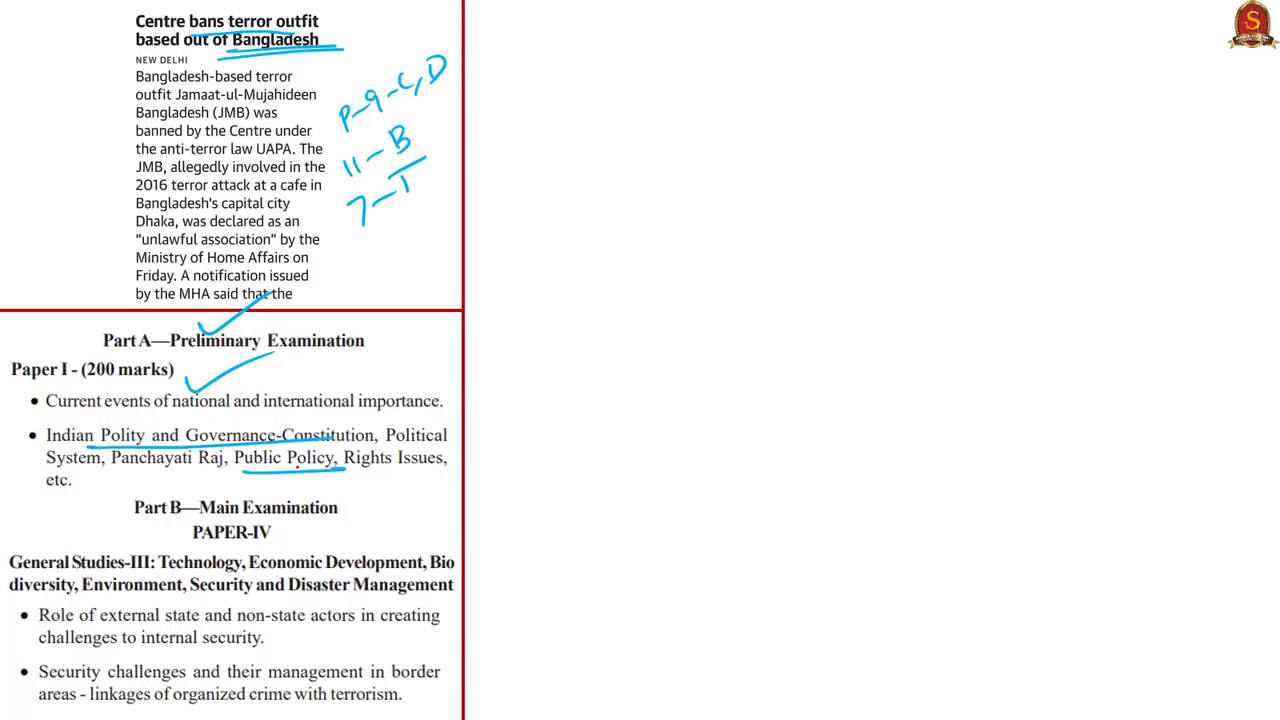 Centre bans terror outfit
based out of Bangladesh
NEW DELHI
Bangladesh-based terror
outfit Jamaat-ul-Mujahideen
Bangladesh (JMB) was
banned by the Centre under
the anti-terror law UAPA. The
JMB, allegedly involved in the
2016 terror attack at a cafe in
Bangladesh's capital city
Dhaka, was declared as an
“unlawful association” by the
Ministry of Home Affairs on
Friday. A notification issued
by the MHA said that the
P-9-C, D
11-B
7-T
Part A—Preliminary Examination
Paper I - (200 marks)
• Current events of national and international importance.
• Indian Polity and Governance-Constitution, Political
System, Panchayati Raj, Public Policy, Rights Issues,
etc.
Part B—Main Examination
PAPER-IV
General Studies-III: Technology, Economic Development, Bio
diversity, Environment, Security and Disaster Management
• Role of external state and non-state actors in creating
challenges to internal security.
• Security challenges and their management in border
areas - linkages of organized crime with terrorism.